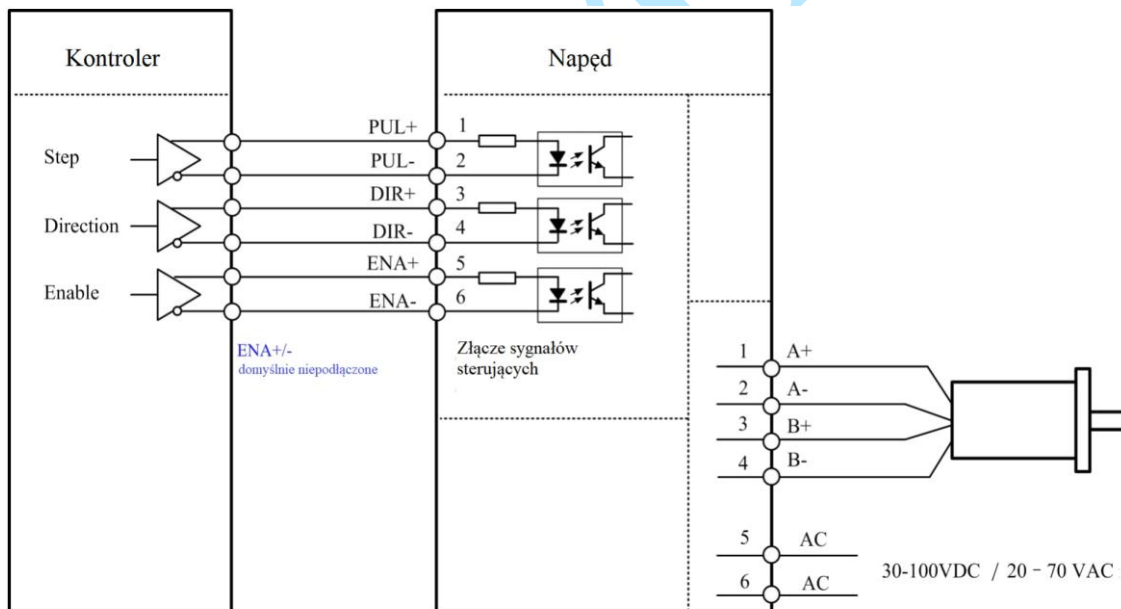 Kontroler
Napęd
Step
PUL+
1
PUL-
2
Direction
DIR+
3
DIR-
4
Enable
ENA+
5
ENA-
6
ENA+/-
domyślnie niepodłączone
Złącze sygnałów
sterujących
1 A+
2 A-
3 B+
4 B-
5 AC
6 AC
30-100VDC / 20 - 70 VAC